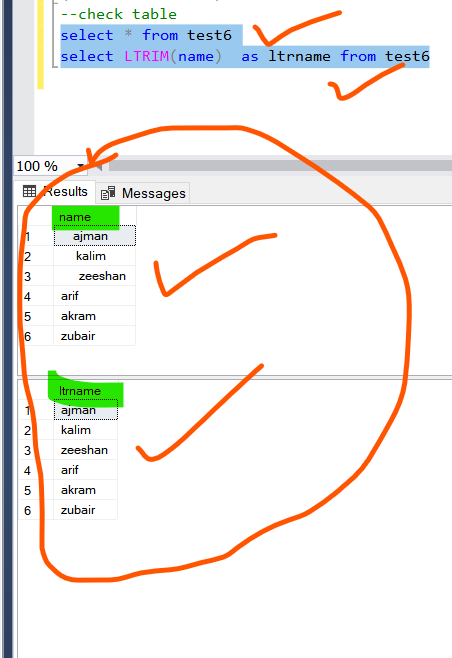 --check table
select * from test6
select LTRIM(name) as ltrname from test6
100 %
Results Messages
name
1 ajman
2 kalim
3 zeeshan
4 arif
5 akram
6 zubair
ltrname
1 ajman
2 kalim
3 zeeshan
4 arif
5 akram
6 zubair